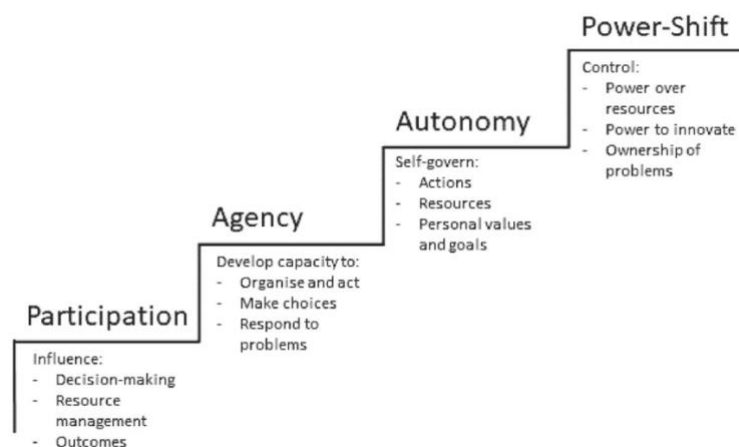 Power-Shift
Control:
- Power over
resources
- Power to innovate
- Ownership of
problems
Autonomy
Self-govern:
- Actions
- Resources
- Personal values
and goals
Agency
Develop capacity to:
- Organise and act
- Make choices
- Respond to
problems
Participation
Influence:
- Decision-making
- Resource
management
- Outcomes